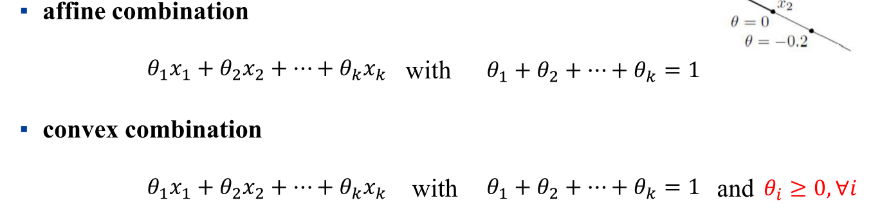 ▪ affine combination
x₂
θ = 0
θ = −0.2
θ₁x₁ + θ₂x₂ + ⋯ + θₖxₖ with θ₁ + θ₂ + ⋯ + θₖ = 1
▪ convex combination
θ₁x₁ + θ₂x₂ + ⋯ + θₖxₖ with θ₁ + θ₂ + ⋯ + θₖ = 1 and θᵢ ≥ 0, ∀i